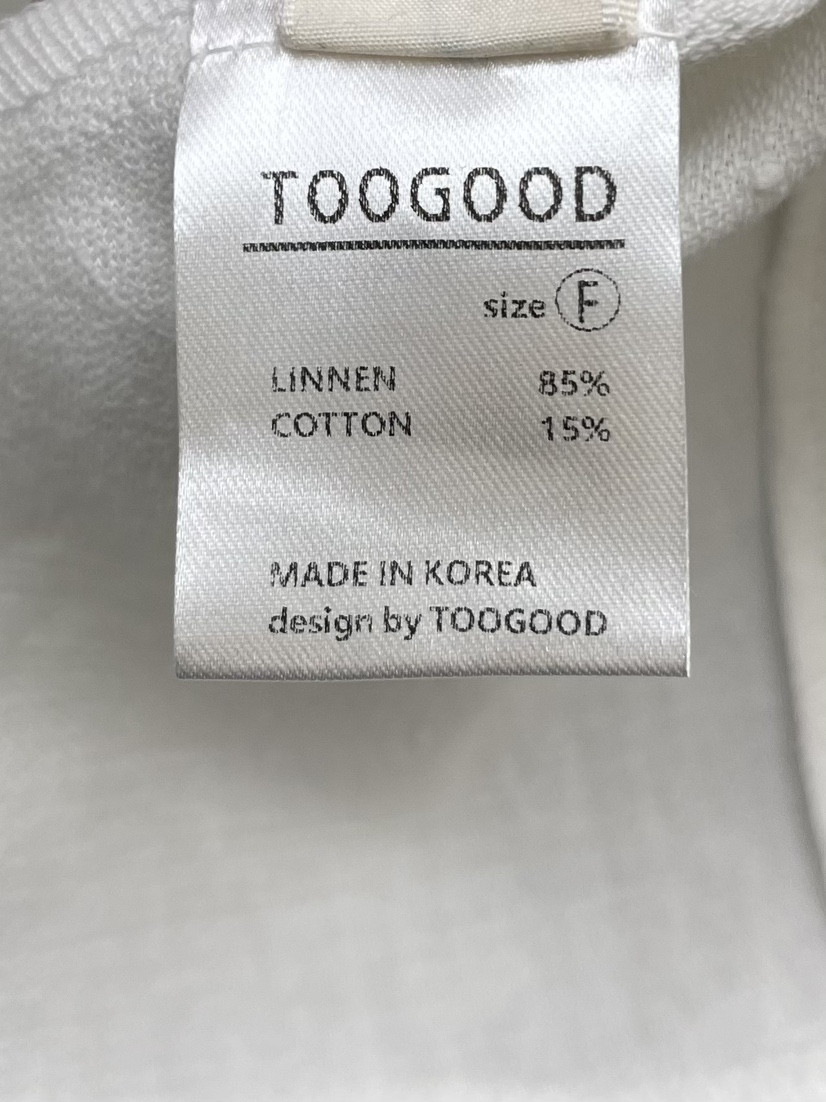 TOOGOOD
size F
LINNEN 85%
COTTON 15%
MADE IN KOREA
design by TOOGOOD